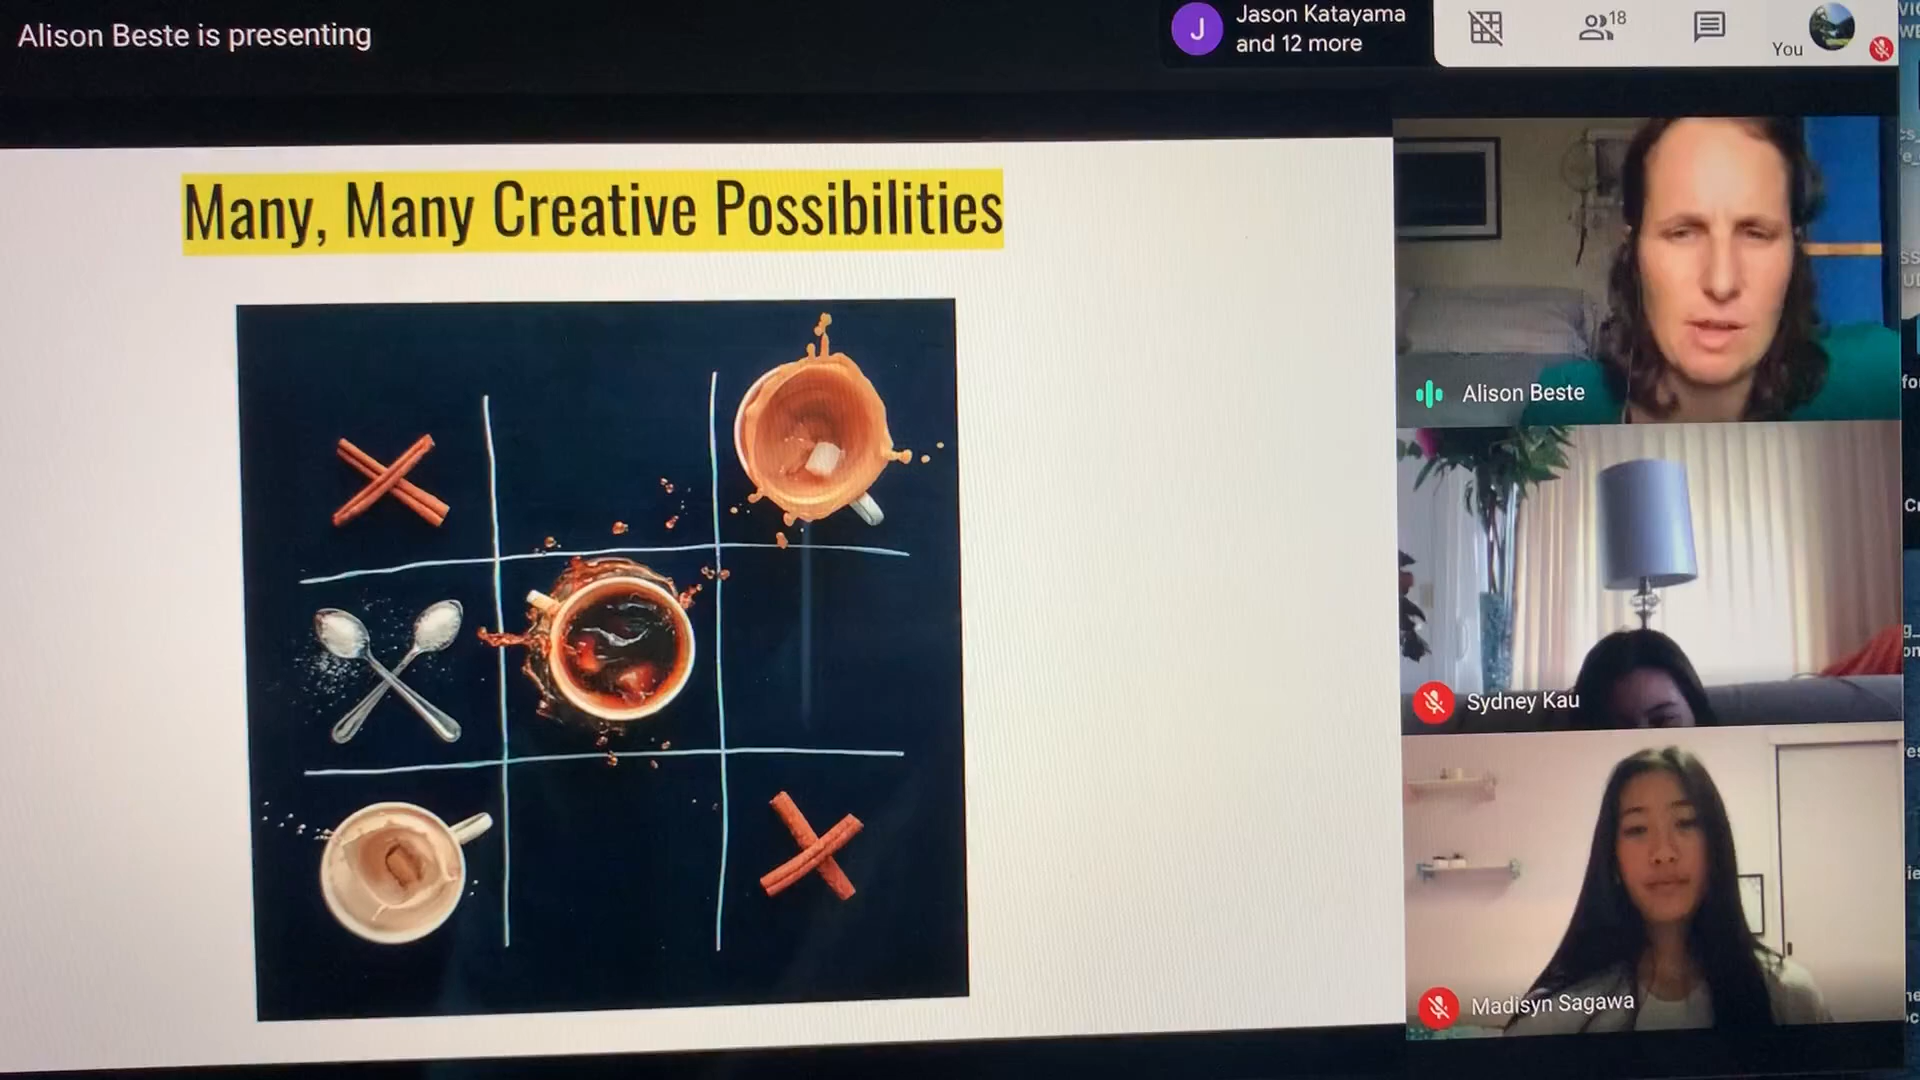 Alison Beste is presenting
Jason Katayama
J
and 12 more
18
You
Many, Many Creative Possibilities
Alison Beste
Sydney Kau
Madisyn Sagawa